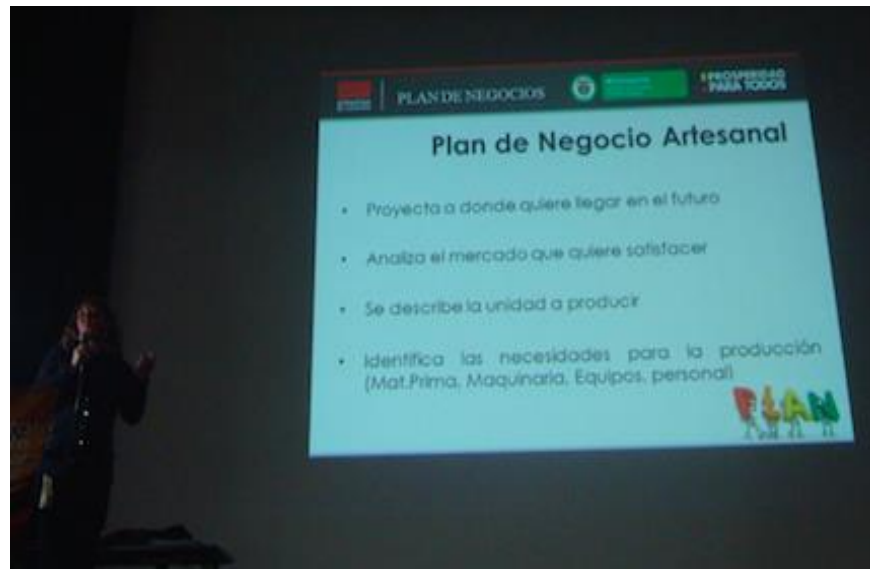 PLAN DE NEGOCIOS
PROSPERIDAD
PARA TODOS
Plan de Negocio Artesanal
• Proyecta a donde quiere llegar en el futuro
• Analiza el mercado que quiere satisfacer
• Se describe la unidad a producir
• Identifica las necesidades para la producción
(Mat.Prima, Maquinaria, Equipos, personal)
PLAN